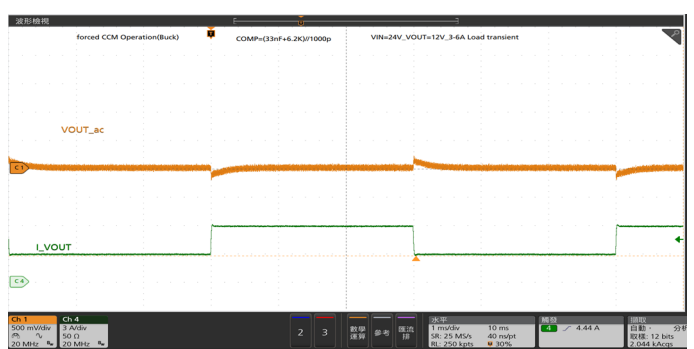 波形檢視
forced CCM Operation(Buck)
T
COMP=(33nF+6.2K)//1000p
VIN=24V_VOUT=12V_3-6A Load transient
VOUT_ac
C 1
I_VOUT
C 4
Ch 1
500 mV/div
20 MHz
Ch 4
3 A/div
50 Ω
20 MHz
2
3
數學運算
參考
匯流排
水平
1 ms/div 10 ms
SR: 25 MS/s 40 ns/pt
RL: 250 kpts 30%
觸發
4 4.44 A
擷取
自動， 分析
取樣: 12 bits
2.044 kAcqs